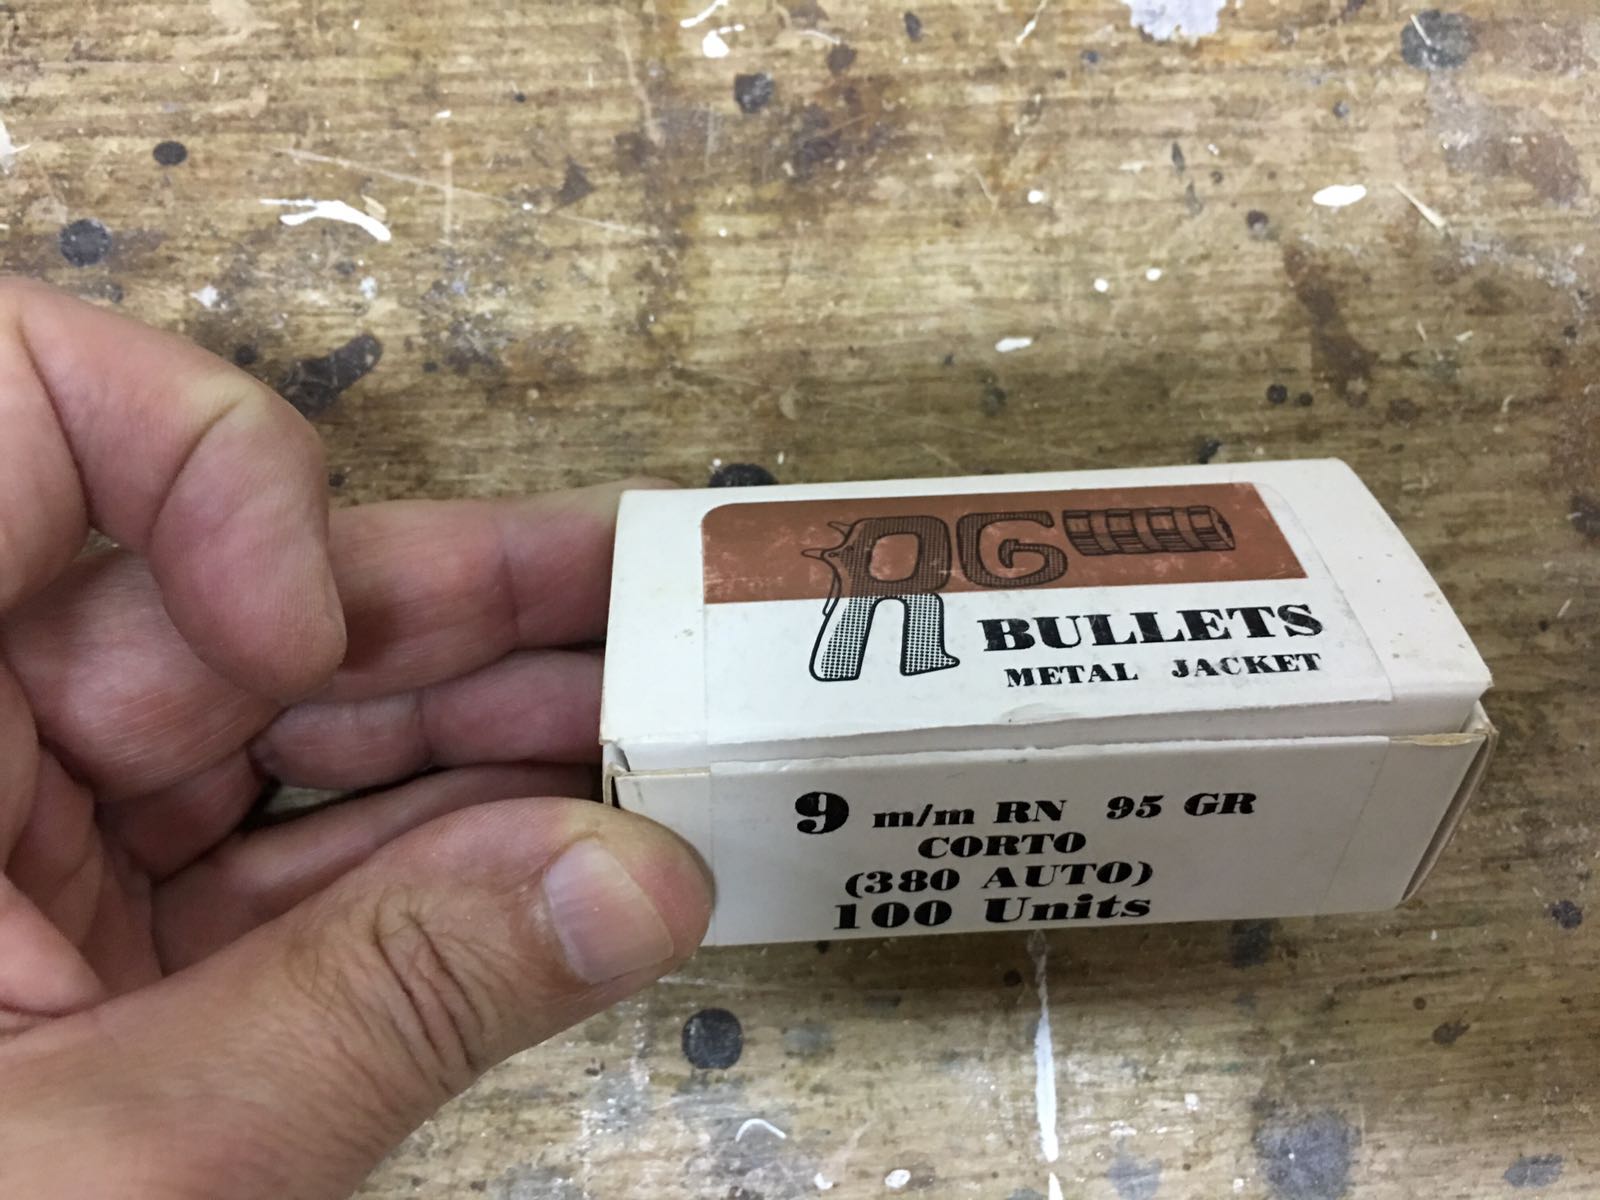 RG
BULLETS
METAL JACKET
9 m/m RN 95 GR
CORTO
(380 AUTO)
100 Units